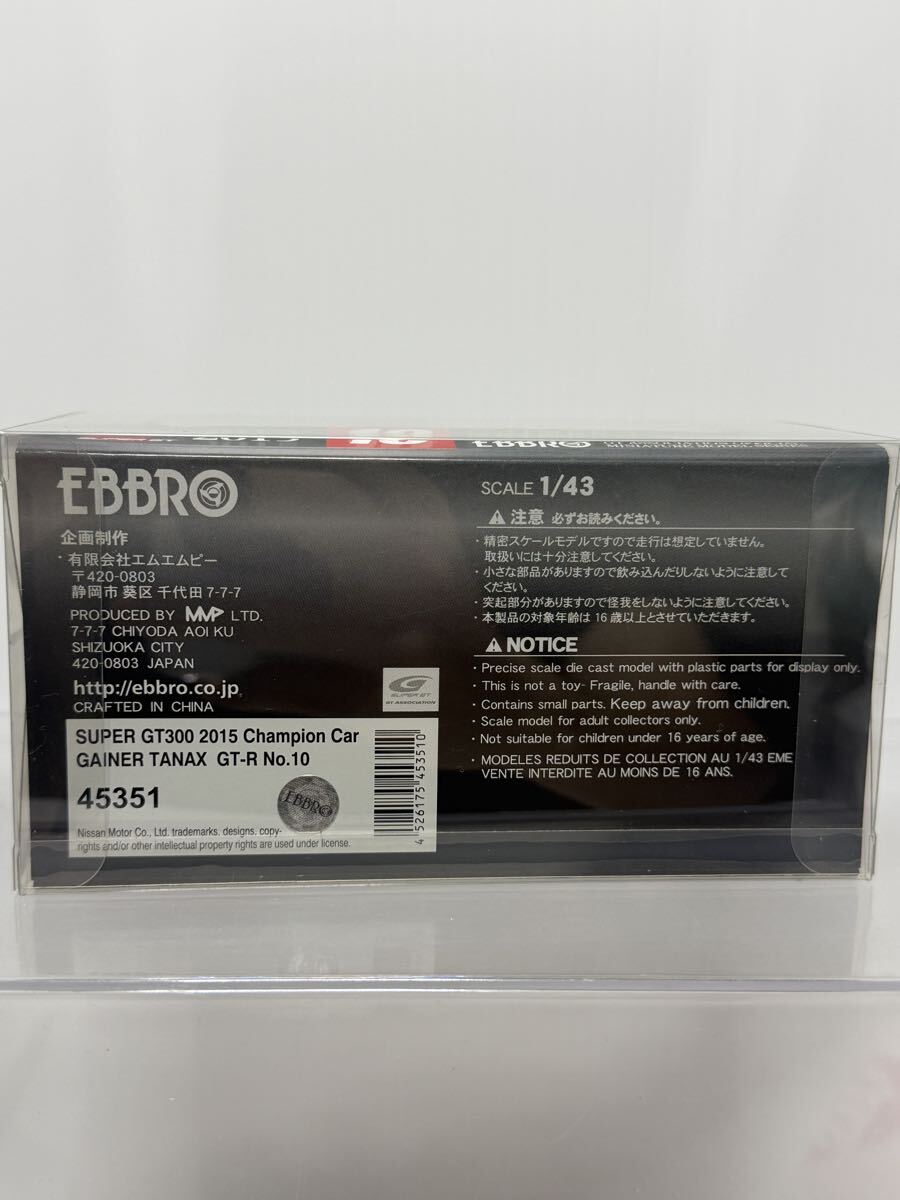 SUPER GT 2015 10 EBBRO
EBBRO
企画制作
・有限会社エムエムピー
〒420-0803
静岡市 葵区 千代田 7-7-7
PRODUCED BY MMP LTD.
7-7-7 CHIYODA AOI KU
SHIZUOKA CITY
420-0803 JAPAN
http://ebbro.co.jp
CRAFTED IN CHINA
SUPER GT
GT ASSOCIATION
SUPER GT300 2015 Champion Car
GAINER TANAX GT-R No.10
45351
EBBRO
Nissan Motor Co., Ltd. trademarks, designs, copy-
rights and/or other intellectual property rights are used under license.
4 526175 453510
SCALE 1/43
注意 必ずお読みください。
・精密スケールモデルですので走行は想定していません。
取扱いには十分注意してください。
・小さな部品がありますので飲み込んだりしないように注意して
ください。
・突起部分がありますので怪我をしないように注意してください。
・本製品の対象年齢は 16 歳以上とさせていただきます。
NOTICE
・Precise scale die cast model with plastic parts for display only.
・This is not a toy- Fragile, handle with care.
・Contains small parts. Keep away from children.
・Scale model for adult collectors only.
・Not suitable for children under 16 years of age.
・MODELES REDUITS DE COLLECTION AU 1/43 EME
VENTE INTERDITE AU MOINS DE 16 ANS.